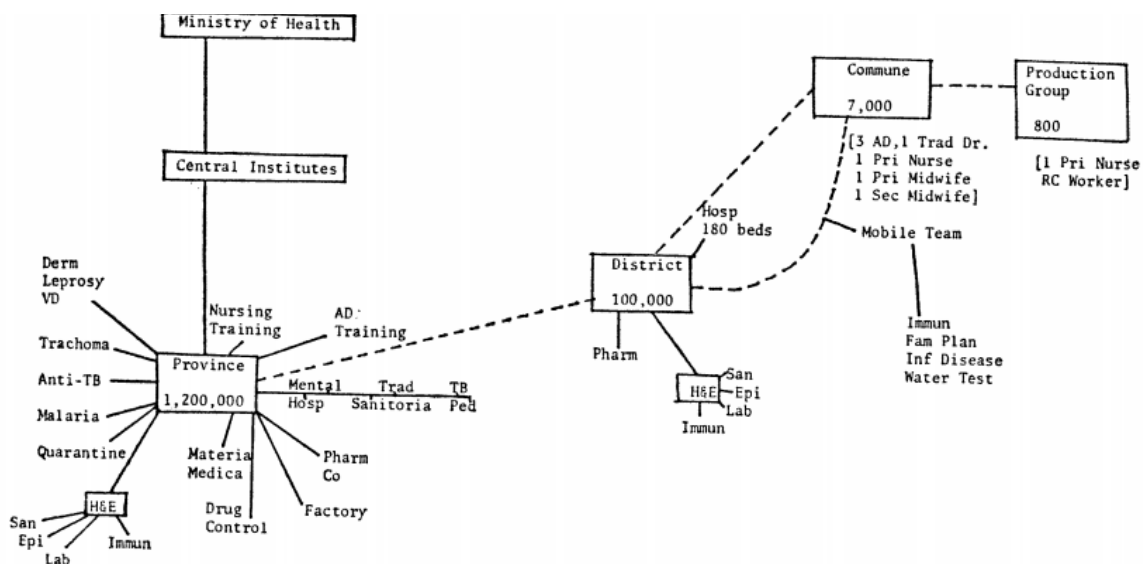 Ministry of Health
Central Institutes
Commune
7,000
[3 AD,1 Trad Dr.
1 Pri Nurse
1 Pri Midwife
1 Sec Midwife]
Production
Group
800
[1 Pri Nurse
RC Worker]
Hosp
180 beds
Mobile Team
Immun
Fam Plan
Inf Disease
Water Test
District
100,000
Pharm
H&E
San
Epi
Lab
Immun
Derm
Leprosy
VD
Nursing
Training
AD.
Training
Trachoma
Anti-TB
Malaria
Quarantine
Province
1,200,000
Mental Trad TB
Hosp Sanitoria Ped
Materia
Medica
Pharm
Co
Drug
Control
Factory
H&E
San
Epi
Lab
Immun